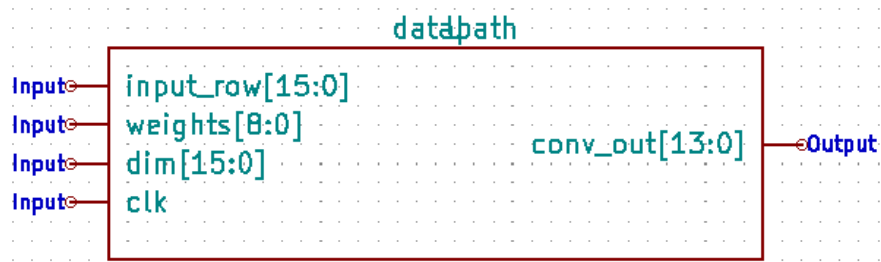 datapath
Input input_row[15:0]
Input weights[8:0]
conv_out[13:0] Output
Input dim[15:0]
Input clk